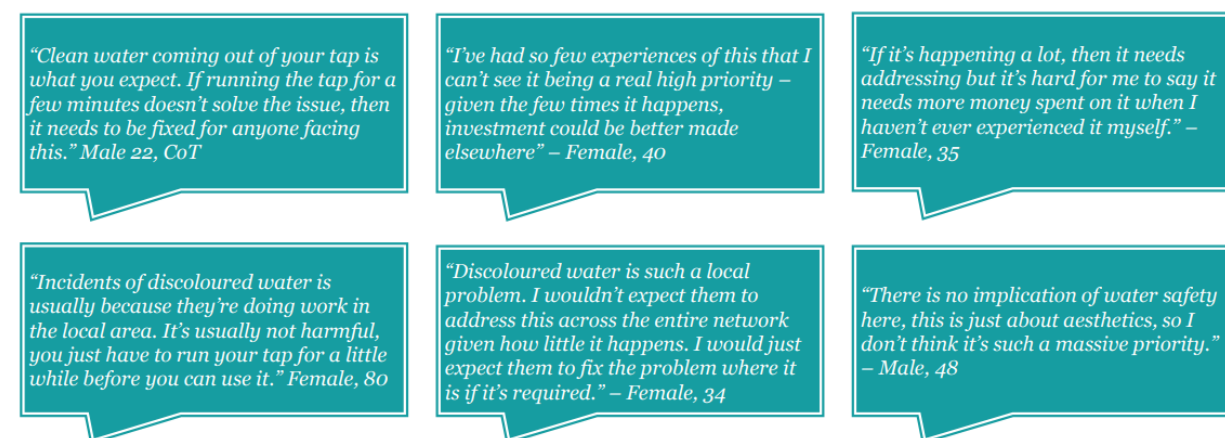 “Clean water coming out of your tap is
what you expect. If running the tap for a
few minutes doesn’t solve the issue, then
it needs to be fixed for anyone facing
this.” Male 22, CoT
“I’ve had so few experiences of this that I
can’t see it being a real high priority –
given the few times it happens,
investment could be better made
elsewhere” – Female, 40
“If it’s happening a lot, then it needs
addressing but it’s hard for me to say it
needs more money spent on it when I
haven’t ever experienced it myself.” –
Female, 35
“Incidents of discoloured water is
usually because they’re doing work in
the local area. It’s usually not harmful,
you just have to run your tap for a little
while before you can use it.” Female, 80
“Discoloured water is such a local
problem. I wouldn’t expect them to
address this across the entire network
given how little it happens. I would just
expect them to fix the problem where it
is if it’s required.” – Female, 34
“There is no implication of water safety
here, this is just about aesthetics, so I
don’t think it’s such a massive priority.”
– Male, 48